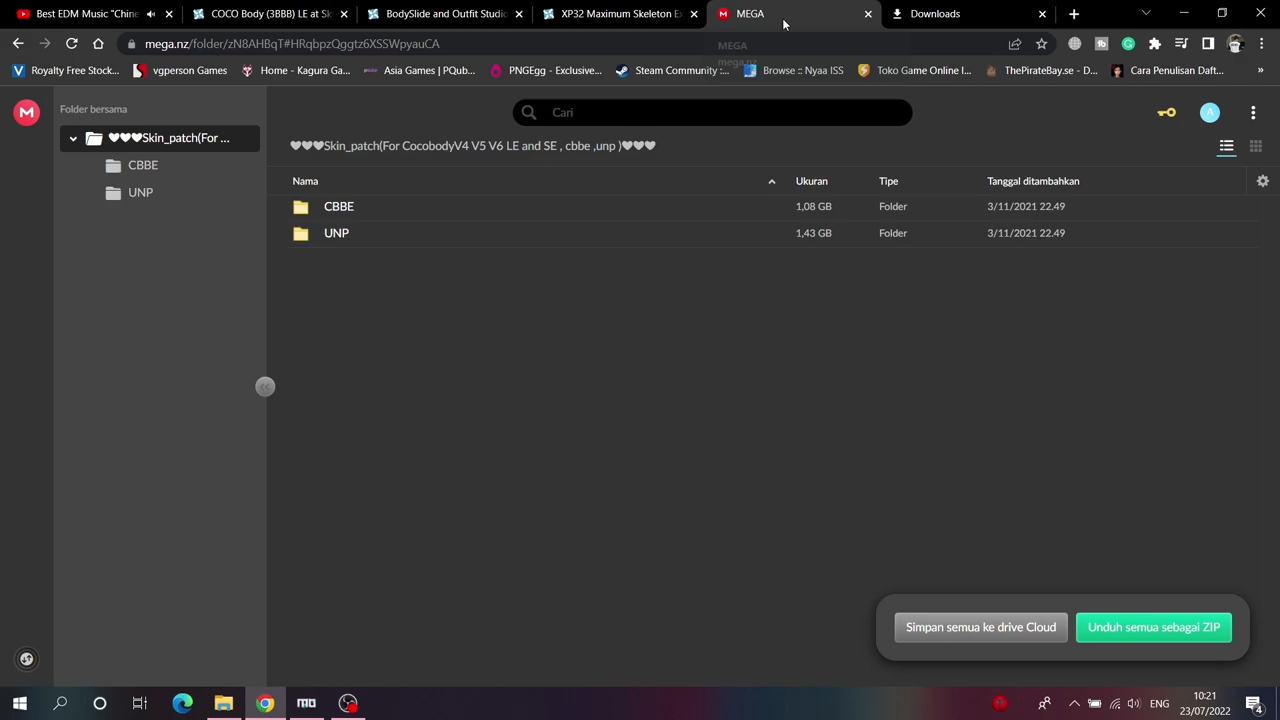 Best EDM Music "Chine
COCO Body (3BBB) LE at Sk
BodySlide and Outfit Studi
XP32 Maximum Skeleton Ex
MEGA
Downloads
mega.nz/folder/zN8AHBqT#HRqbpzQggtz6XSSWpyauCA
MEGA
mega.nz
Royalty Free Stock...
vgperson Games
Home - Kagura Ga...
Asia Games | PQub...
PNGEgg - Exclusive...
Steam Community :...
Browse :: Nyaa ISS
Toko Game Online I...
ThePirateBay.se - D...
Cara Penulisan Daft...
»
M
Folder bersama
Cari
A
♥♥♥Skin_patch(For ...
♥♥♥Skin_patch(For CocobodyV4 V5 V6 LE and SE , cbbe ,unp )♥♥♥
CBBE
UNP
Nama
Ukuran
Tipe
Tanggal ditambahkan
CBBE
1,08 GB
Folder
3/11/2021 22.49
UNP
1,43 GB
Folder
3/11/2021 22.49
Simpan semua ke drive Cloud
Unduh semua sebagai ZIP
ENG
10:21
23/07/2022
4